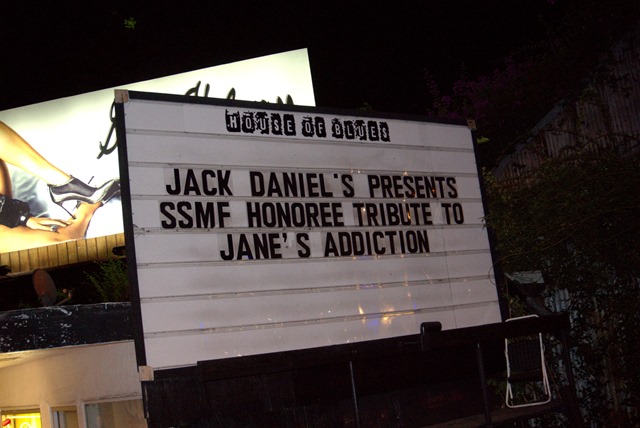 HOUSE OF BLUES
JACK DANIEL'S PRESENTS
SSMF HONOREE TRIBUTE TO
JANE'S ADDICTION